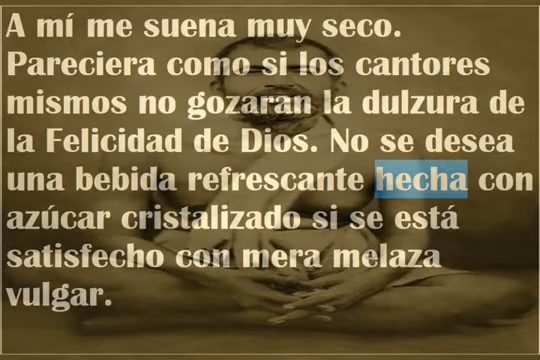 A mí me suena muy seco.
Pareciera como si los cantores
mismos no gozaran la dulzura de
la Felicidad de Dios. No se desea
una bebida refrescante hecha con
azúcar cristalizado si se está
satisfecho con mera melaza
vulgar.